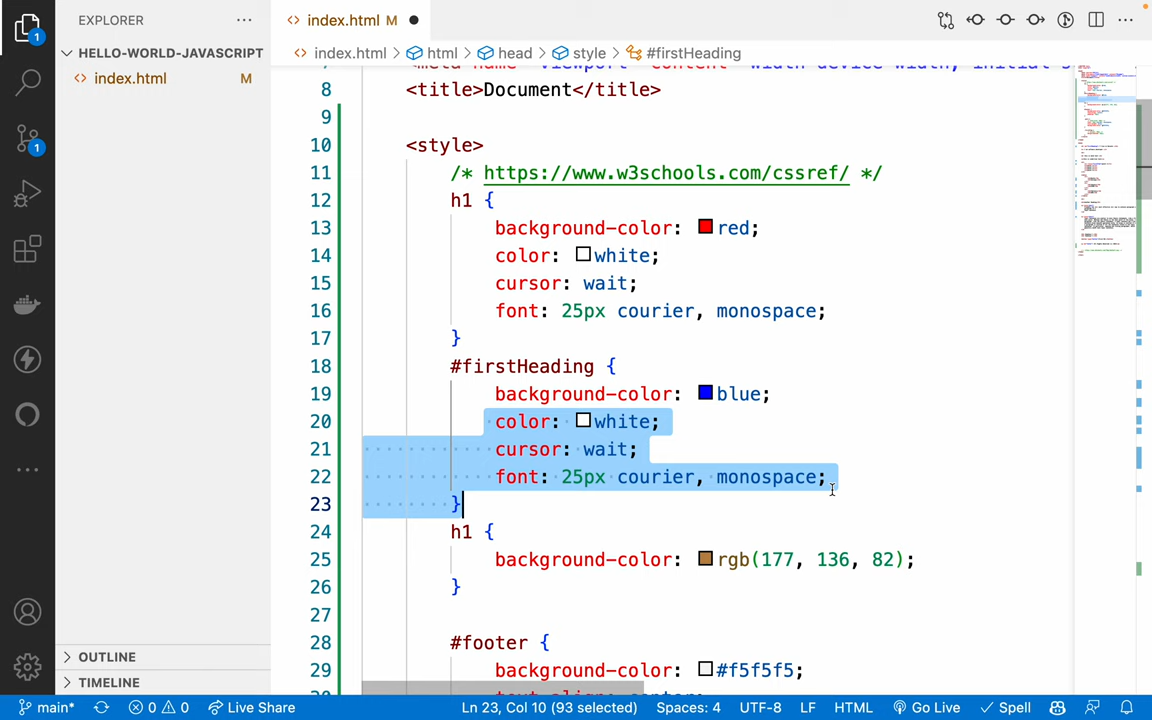 EXPLORER
index.html M
HELLO-WORLD-JAVASCRIPT
index.html M
index.html > html > head > style > #firstHeading
8 <title>Document</title>
9
10 <style>
11 /* https://www.w3schools.com/cssref/ */
12 h1 {
13 background-color: red;
14 color: white;
15 cursor: wait;
16 font: 25px courier, monospace;
17 }
18 #firstHeading {
19 background-color: blue;
20 color: white;
21 cursor: wait;
22 font: 25px courier, monospace;
23 }
24 h1 {
25 background-color: rgb(177, 136, 82);
26 }
27
28 #footer {
29 background-color: #f5f5f5;
1
1
OUTLINE
TIMELINE
main* 0 0 Live Share Ln 23, Col 10 (93 selected) Spaces: 4 UTF-8 LF HTML Go Live Spell